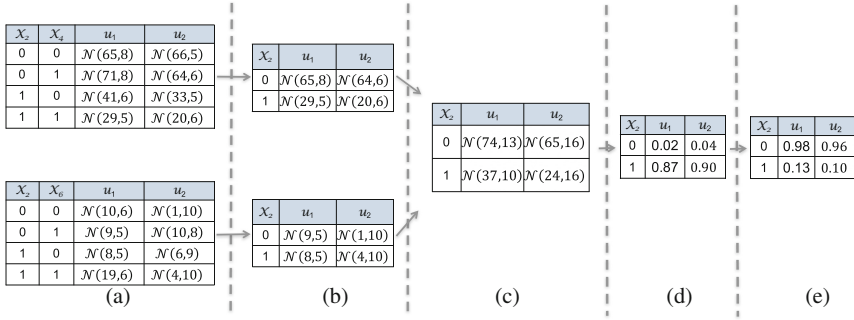 X₂ X₄ u₁ u₂
0 0 𝒩(65,8) 𝒩(66,5)
0 1 𝒩(71,8) 𝒩(64,6)
1 0 𝒩(41,6) 𝒩(33,5)
1 1 𝒩(29,5) 𝒩(20,6)
X₂ X₆ u₁ u₂
0 0 𝒩(10,6) 𝒩(1,10)
0 1 𝒩(9,5) 𝒩(10,8)
1 0 𝒩(8,5) 𝒩(6,9)
1 1 𝒩(19,6) 𝒩(4,10)
(a)
X₂ u₁ u₂
0 𝒩(65,8) 𝒩(64,6)
1 𝒩(29,5) 𝒩(20,6)
X₂ u₁ u₂
0 𝒩(9,5) 𝒩(1,10)
1 𝒩(8,5) 𝒩(4,10)
(b)
X₂ u₁ u₂
0 𝒩(74,13) 𝒩(65,16)
1 𝒩(37,10) 𝒩(24,16)
(c)
X₂ u₁ u₂
0 0.02 0.04
1 0.87 0.90
(d)
X₂ u₁ u₂
0 0.98 0.96
1 0.13 0.10
(e)